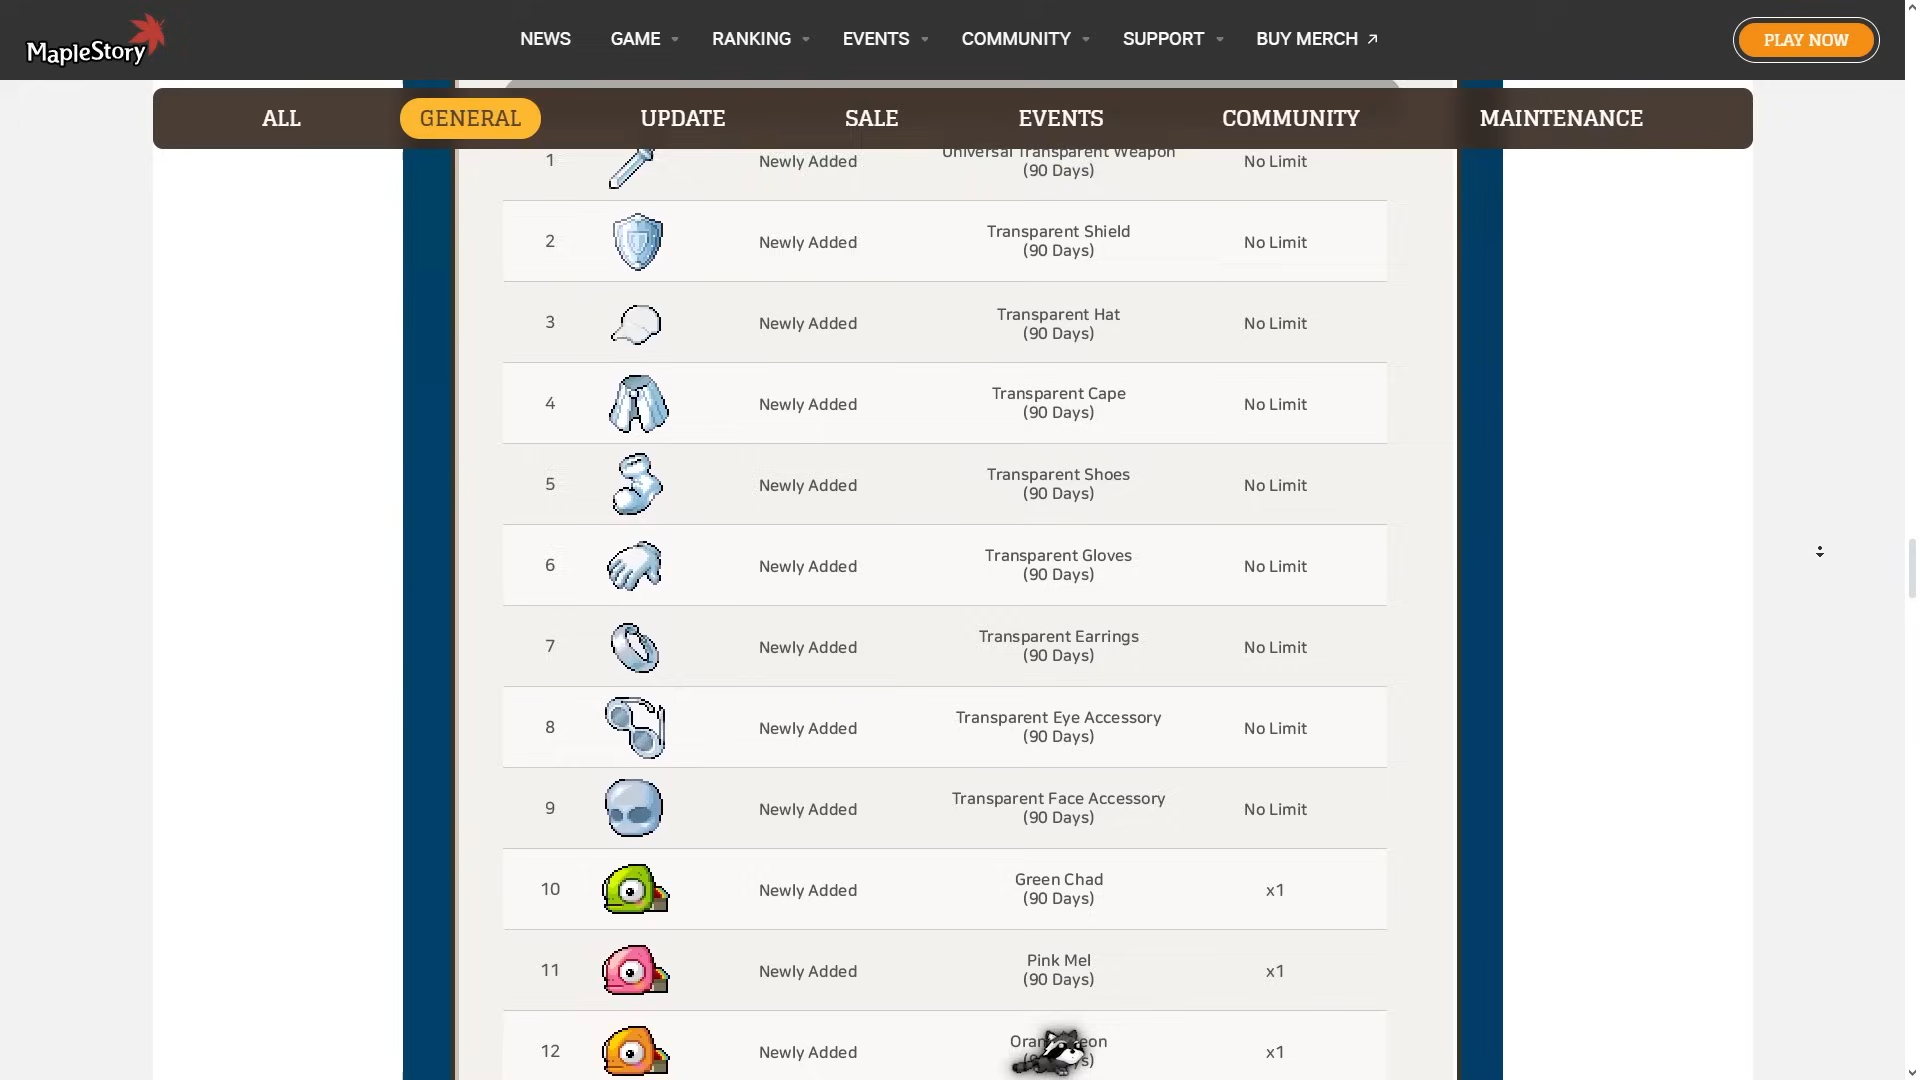 MapleStory
NEWS GAME RANKING EVENTS COMMUNITY SUPPORT BUY MERCH
PLAY NOW
ALL GENERAL UPDATE SALE EVENTS COMMUNITY MAINTENANCE
1 Newly Added Universal Transparent Weapon No Limit
(90 Days)
2 Newly Added Transparent Shield No Limit
(90 Days)
3 Newly Added Transparent Hat No Limit
(90 Days)
4 Newly Added Transparent Cape No Limit
(90 Days)
5 Newly Added Transparent Shoes No Limit
(90 Days)
6 Newly Added Transparent Gloves No Limit
(90 Days)
7 Newly Added Transparent Earrings No Limit
(90 Days)
8 Newly Added Transparent Eye Accessory No Limit
(90 Days)
9 Newly Added Transparent Face Accessory No Limit
(90 Days)
10 Newly Added Green Chad x1
(90 Days)
11 Newly Added Pink Mel x1
(90 Days)
12 Newly Added x1